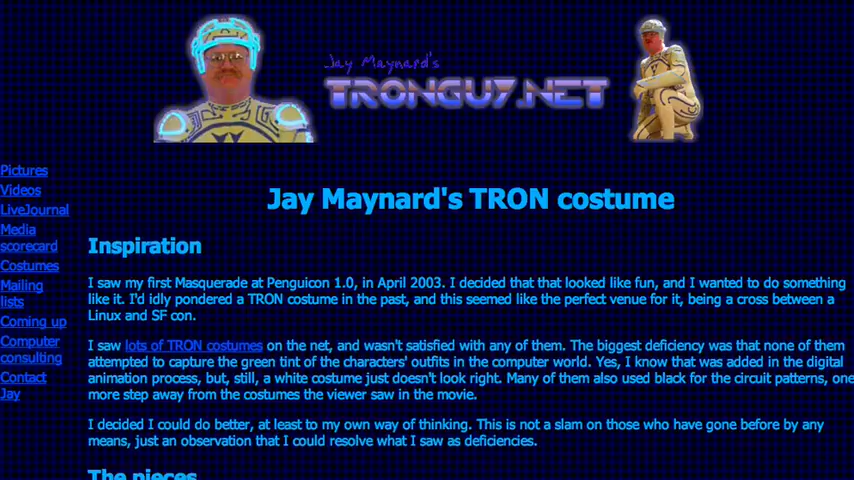 Jay Maynard's
TRONGUY.NET
Pictures
Videos
LiveJournal
Media
scorecard
Costumes
Mailing
lists
Coming up
Computer
consulting
Contact
Jay
Jay Maynard's TRON costume
Inspiration
I saw my first Masquerade at Penguicon 1.0, in April 2003. I decided that that looked like fun, and I wanted to do something
like it. I'd idly pondered a TRON costume in the past, and this seemed like the perfect venue for it, being a cross between a
Linux and SF con.
I saw lots of TRON costumes on the net, and wasn't satisfied with any of them. The biggest deficiency was that none of them
attempted to capture the green tint of the characters' outfits in the computer world. Yes, I know that was added in the digital
animation process, but, still, a white costume just doesn't look right. Many of them also used black for the circuit patterns, one
more step away from the costumes the viewer saw in the movie.
I decided I could do better, at least to my own way of thinking. This is not a slam on those who have gone before by any
means, just an observation that I could resolve what I saw as deficiencies.
The pieces